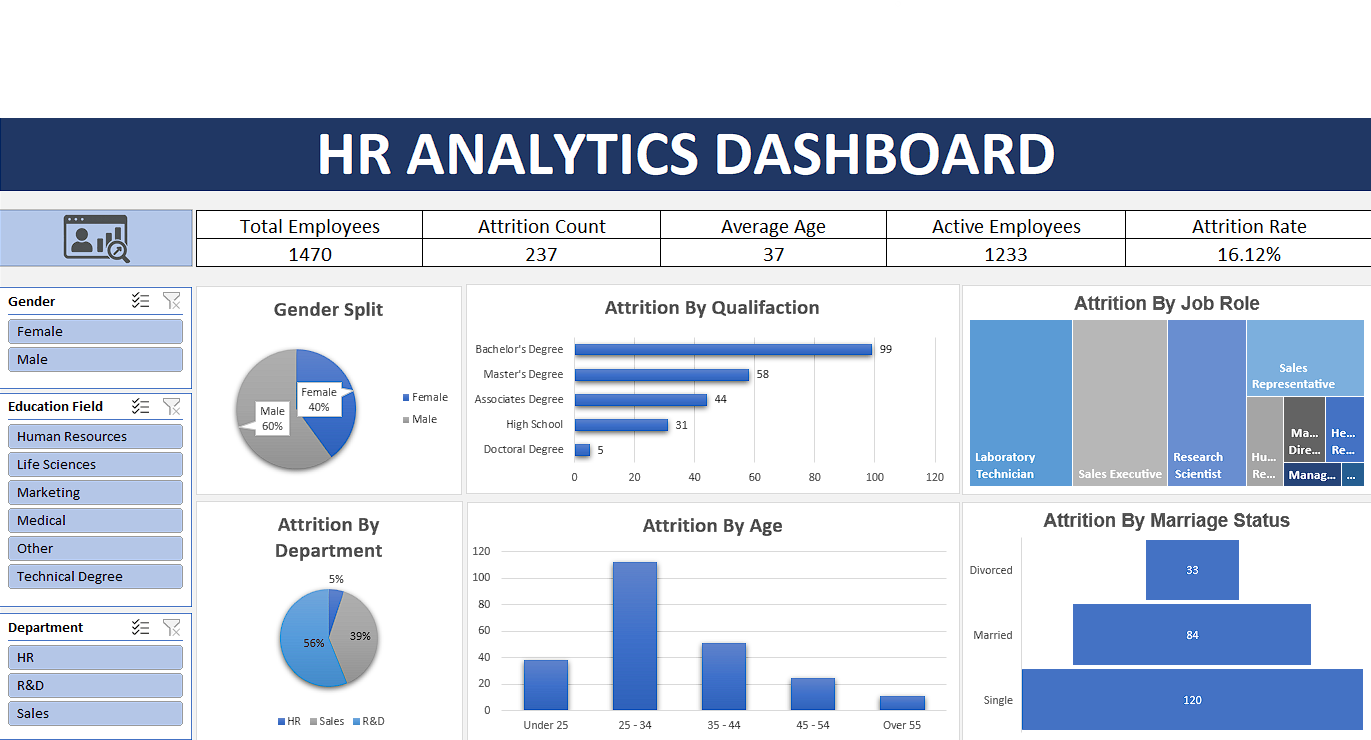 HR ANALYTICS DASHBOARD
Total Employees
Attrition Count
Average Age
Active Employees
Attrition Rate
1470
237
37
1233
16.12%
Gender
Female
Male
Education Field
Human Resources
Life Sciences
Marketing
Medical
Other
Technical Degree
Department
HR
R&D
Sales
Gender Split
Female
40%
Male
60%
Female
Male
Attrition By Qualifaction
Bachelor's Degree
99
Master's Degree
58
Associates Degree
44
High School
31
Doctoral Degree
5
0 20 40 60 80 100 120
Attrition By Job Role
Laboratory
Technician
Sales Executive
Research
Scientist
Sales
Representative
Hu...
Re...
Ma...
Dire...
He...
Re...
Manag...
...
Attrition By
Department
5%
39%
56%
HR Sales R&D
Attrition By Age
120
100
80
60
40
20
0
Under 25 25 - 34 35 - 44 45 - 54 Over 55
Attrition By Marriage Status
Divorced
33
Married
84
Single
120